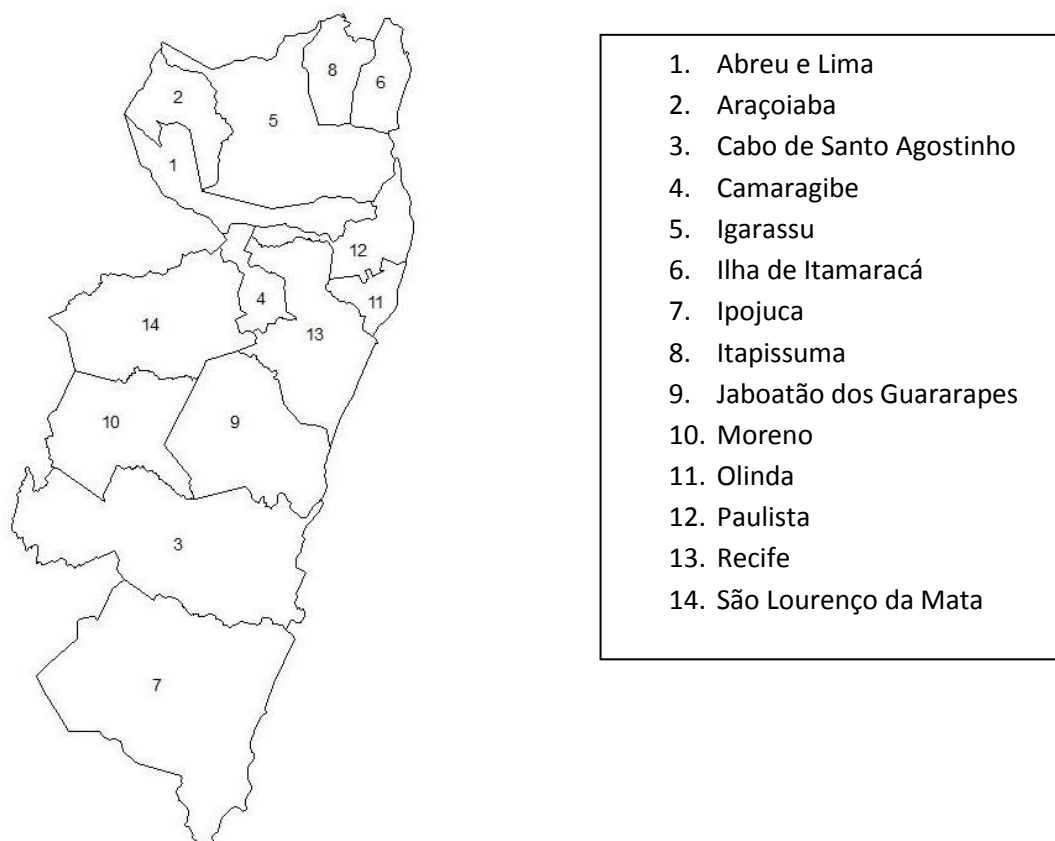 8
6
2
5
1
12
4
11
14
13
10
9
3
7
1. Abreu e Lima
2. Araçoiaba
3. Cabo de Santo Agostinho
4. Camaragibe
5. Igarassu
6. Ilha de Itamaracá
7. Ipojuca
8. Itapissuma
9. Jaboatão dos Guararapes
10. Moreno
11. Olinda
12. Paulista
13. Recife
14. São Lourenço da Mata